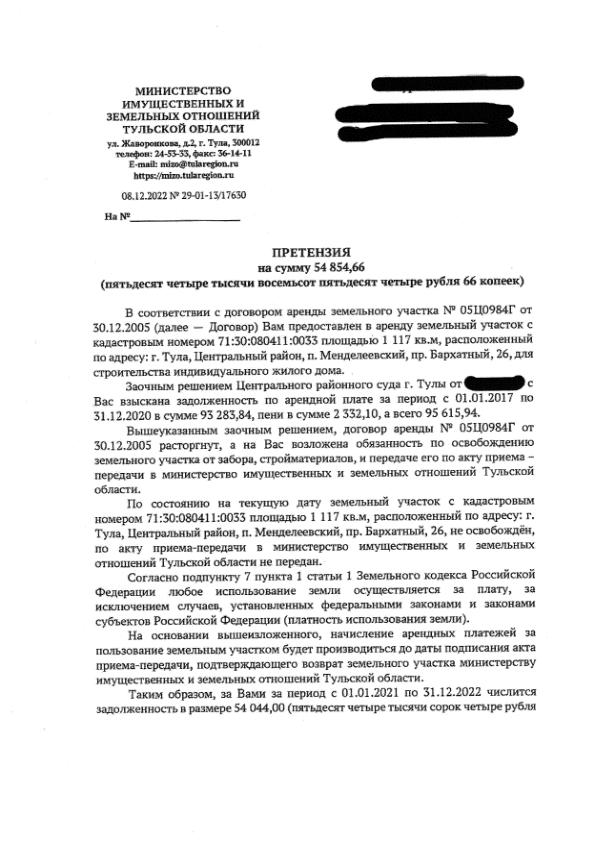 МИНИСТЕРСТВО
ИМУЩЕСТВЕННЫХ И
ЗЕМЕЛЬНЫХ ОТНОШЕНИЙ
ТУЛЬСКОЙ ОБЛАСТИ
ул. Жаворонкова, д.2, г. Тула, 300012
телефон: 24-53-33, факс: 36-14-11
E-mail: mizo@tularegion.ru
https://mizo.tularegion.ru
08.12.2022 № 29-01-13/17630
На №
ПРЕТЕНЗИЯ
на сумму 54 854,66
(пятьдесят четыре тысячи восемьсот пятьдесят четыре рубля 66 копеек)
В соответствии с договором аренды земельного участка № 05Ц0984Г от
30.12.2005 (далее — Договор) Вам предоставлен в аренду земельный участок с
кадастровым номером 71:30:080411:0033 площадью 1 117 кв.м, расположенный
по адресу: г. Тула, Центральный район, п. Менделеевский, пр. Бархатный, 26, для
строительства индивидуального жилого дома.
Заочным решением Центрального районного суда г. Тулы от с
Вас взыскана задолженность по арендной плате за период с 01.01.2017 по
31.12.2020 в сумме 93 283,84, пени в сумме 2 332,10, а всего 95 615,94.
Вышеуказанным заочным решением, договор аренды № 05Ц0984Г от
30.12.2005 расторгнут, а на Вас возложена обязанность по освобождению
земельного участка от забора, стройматериалов, и передаче его по акту приема –
передачи в министерство имущественных и земельных отношений Тульской
области.
По состоянию на текущую дату земельный участок с кадастровым
номером 71:30:080411:0033 площадью 1 117 кв.м, расположенный по адресу: г.
Тула, Центральный район, п. Менделеевский, пр. Бархатный, 26, не освобождён,
по акту приема-передачи в министерство имущественных и земельных
отношений Тульской области не передан.
Согласно подпункту 7 пункта 1 статьи 1 Земельного кодекса Российской
Федерации любое использование земли осуществляется за плату, за
исключением случаев, установленных федеральными законами и законами
субъектов Российской Федерации (платность использования земли).
На основании вышеизложенного, начисление арендных платежей за
пользование земельным участком будет производиться до даты подписания акта
приема-передачи, подтверждающего возврат земельного участка министерству
имущественных и земельных отношений Тульской области.
Таким образом, за Вами за период с 01.01.2021 по 31.12.2022 числится
задолженность в размере 54 044,00 (пятьдесят четыре тысячи сорок четыре рубля